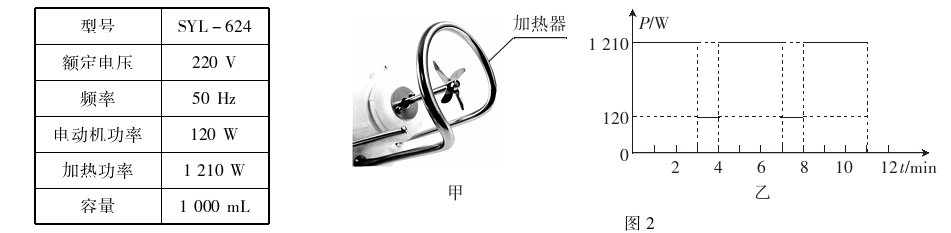 型号 SYL-624
额定电压 220 V
频率 50 Hz
电动机功率 120 W
加热功率 1 210 W
容量 1 000 mL
加热器
甲
P/W
1 210
120
0
2 4 6 8 10 12 t/min
乙
图 2